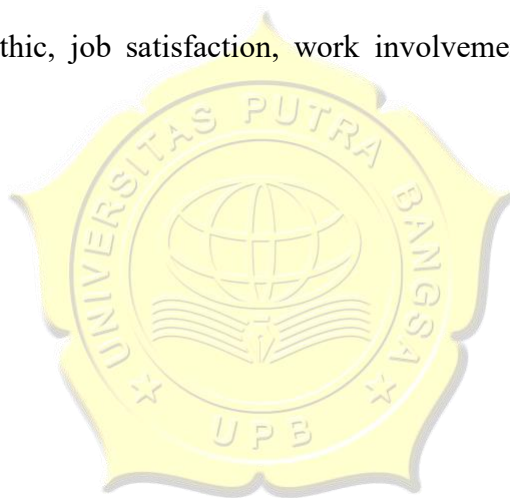 thic, job satisfaction, work involveme
UNIVERSITAS PUTRA BANGSA
UPB